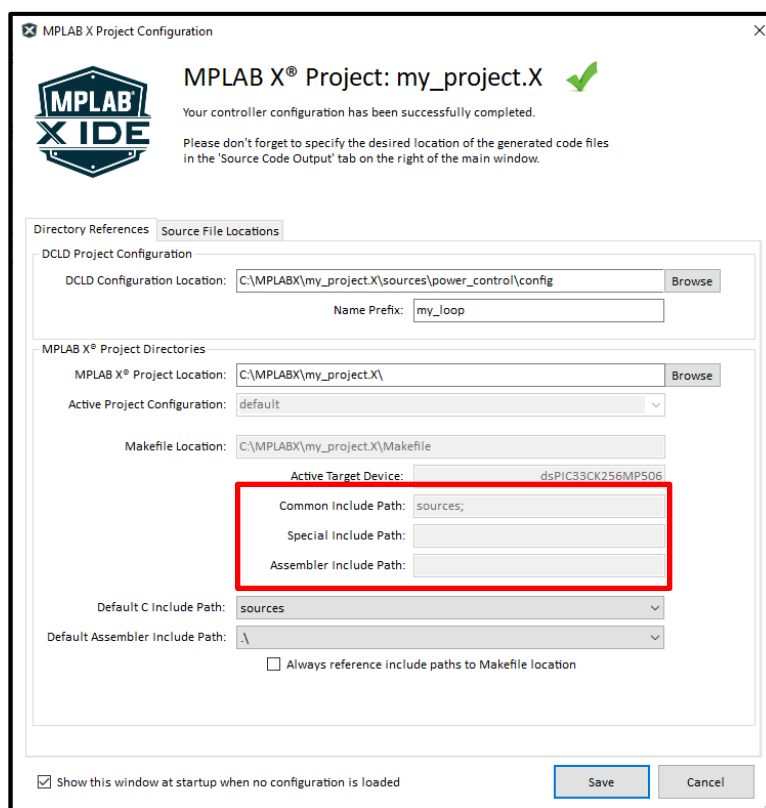 MPLAB X Project Configuration
MPLAB
X IDE
MPLAB X® Project: my_project.X
Your controller configuration has been successfully completed.
Please don't forget to specify the desired location of the generated code files
in the 'Source Code Output' tab on the right of the main window.
Directory References
Source File Locations
DCLD Project Configuration
DCLD Configuration Location: C:\MPLABX\my_project.X\sources\power_control\config Browse
Name Prefix: my_loop
MPLAB X® Project Directories
MPLAB X® Project Location: C:\MPLABX\my_project.X\ Browse
Active Project Configuration: default
Makefile Location: C:\MPLABX\my_project.X\Makefile
Active Target Device: dsPIC33CK256MP506
Common Include Path: sources;
Special Include Path:
Assembler Include Path:
Default C Include Path: sources
Default Assembler Include Path: .\
Always reference include paths to Makefile location
Show this window at startup when no configuration is loaded
Save
Cancel